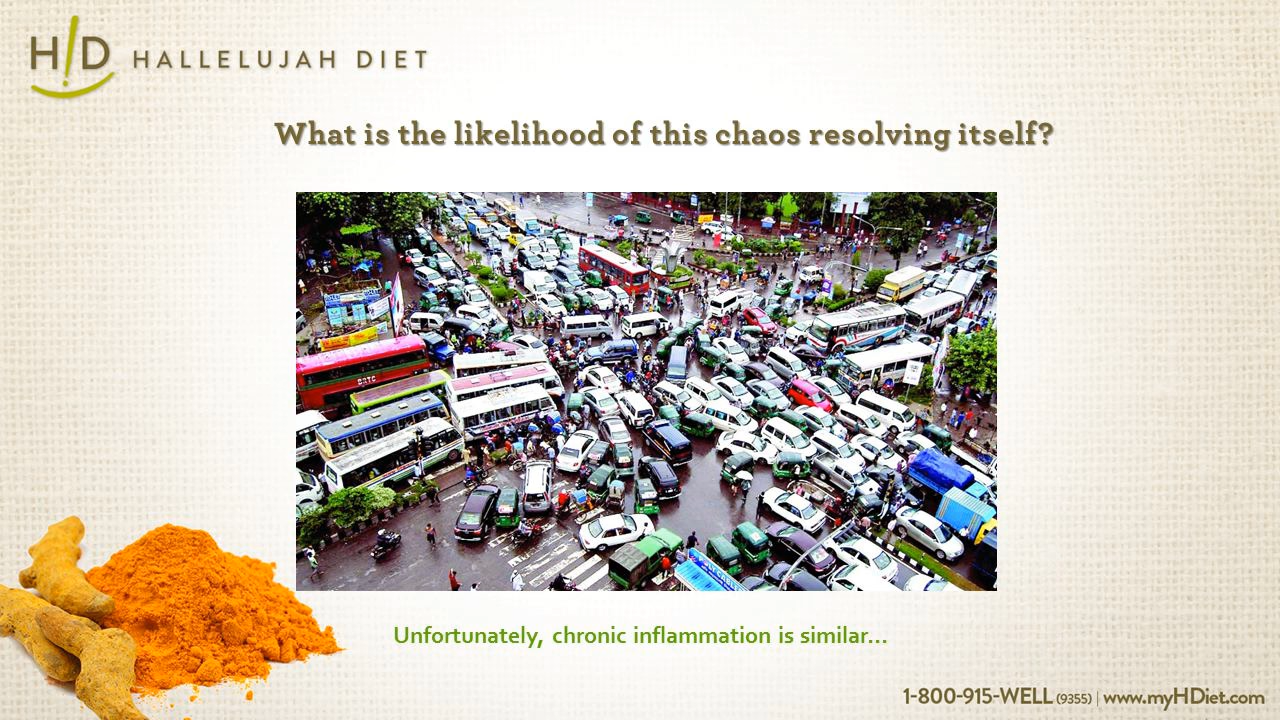 H!D HALLELUJAH DIET
What is the likelihood of this chaos resolving itself?
BRTC
Unfortunately, chronic inflammation is similar...
1-800-915-WELL (9355) | www.myHDiet.com